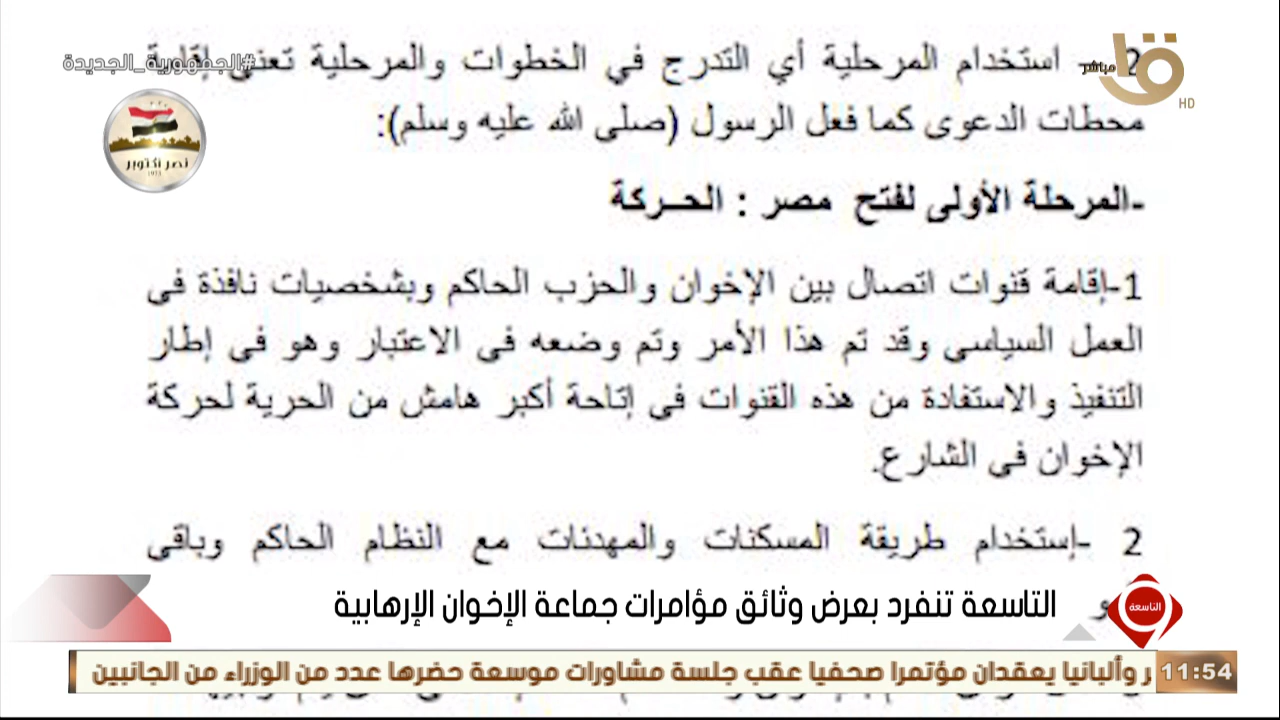 #الجمهورية_الجديدة
مباشر
HD
نصر أكتوبر
1973
2- استخدام المرحلية أي التدرج في الخطوات والمرحلية تعنى إقامة
محطات الدعوى كما فعل الرسول (صلى الله عليه وسلم):
-المرحلة الأولى لفتح مصر : الحركة
1-إقامة قنوات اتصال بين الإخوان والحزب الحاكم وبشخصيات نافذة فى
العمل السياسى وقد تم هذا الأمر وتم وضعه فى الاعتبار وهو فى إطار
التنفيذ والاستفادة من هذه القنوات فى إتاحة أكبر هامش من الحرية لحركة
الإخوان فى الشارع.
2 -إستخدام طريقة المسكنات والمهدئات مع النظام الحاكم وباقى
التاسعة
التاسعة تنفرد بعرض وثائق مؤامرات جماعة الإخوان الإرهابية
11:54
ر وألبانيا يعقدان مؤتمرا صحفيا عقب جلسة مشاورات موسعة حضرها عدد من الوزراء من الجانبين